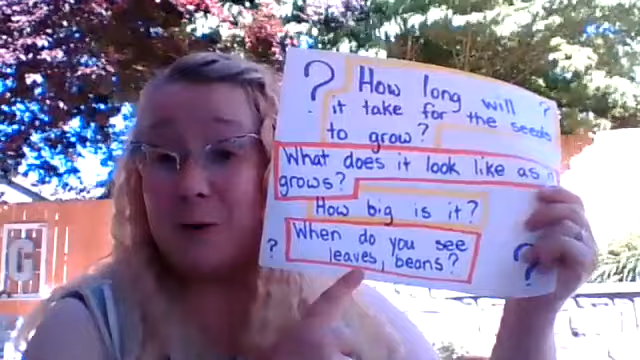 ? How long will ?
it take for the seeds
to grow?
What does it look like as
grows?
How big is it?
When do you see
? leaves, beans? ?
G